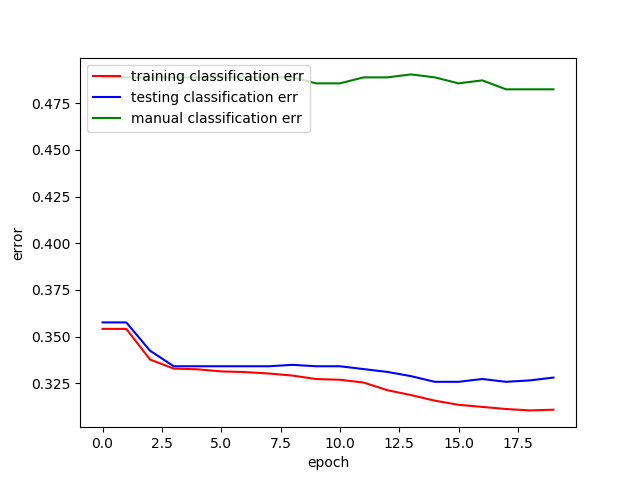 training classification err
testing classification err
manual classification err
0.475
0.450
0.425
0.400
0.375
0.350
0.325
error
0.0 2.5 5.0 7.5 10.0 12.5 15.0 17.5
epoch